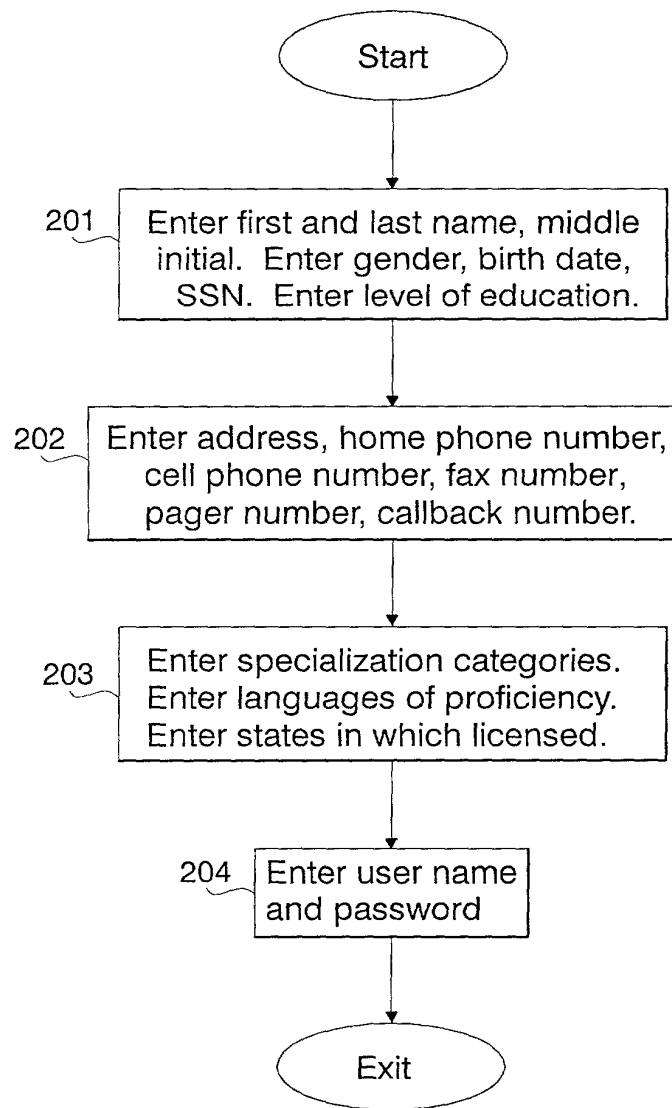 Start
201
Enter first and last name, middle
initial. Enter gender, birth date,
SSN. Enter level of education.
202
Enter address, home phone number,
cell phone number, fax number,
pager number, callback number.
203
Enter specialization categories.
Enter languages of proficiency.
Enter states in which licensed.
204
Enter user name
and password
Exit